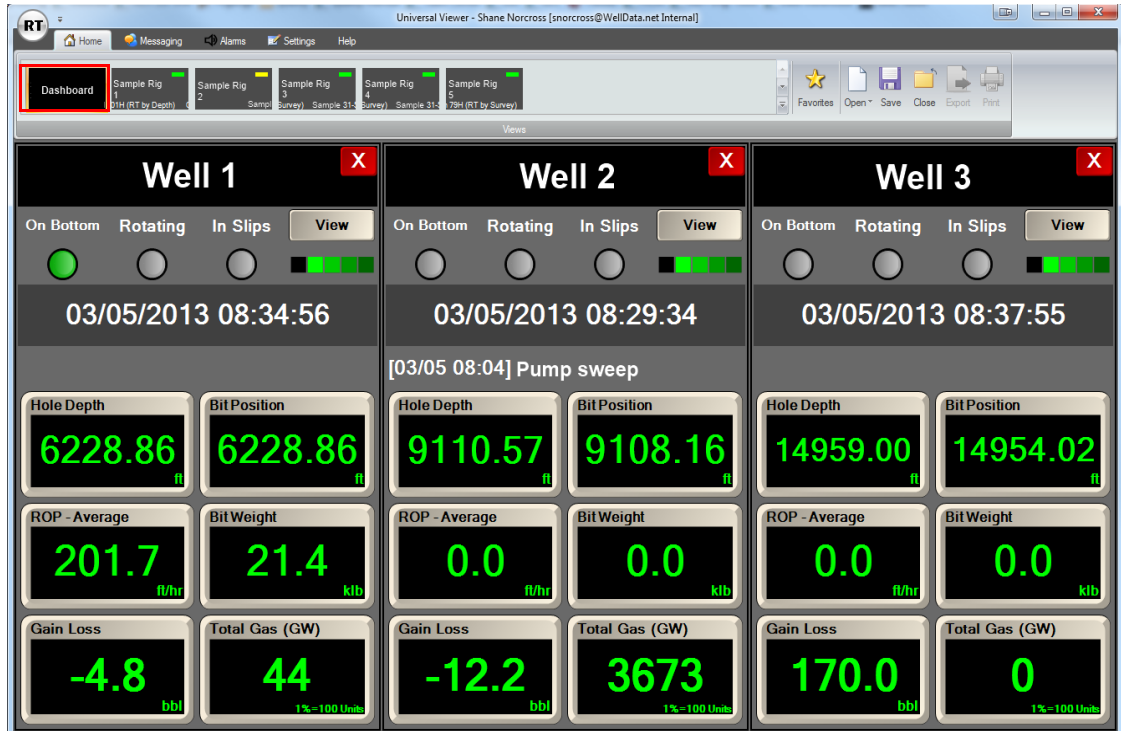 Universal Viewer - Shane Norcross [snorcross@WellData.net Internal]
RT
Home Messaging Alarms Settings Help
Dashboard
Sample Rig
1
01H (RT by Depth)
Sample Rig
2
Sampl
Sample Rig
3
Survey) Sample 31-
Sample Rig
4
Survey) Sample 31-
Sample Rig
5
79H (RT by Survey)
Favorites Open Save Close Export Print
Views
Well 1 X
On Bottom Rotating In Slips View
03/05/2013 08:34:56
Hole Depth Bit Position
6228.86 ft 6228.86 ft
ROP - Average Bit Weight
201.7 ft/hr 21.4 klb
Gain Loss Total Gas (GW)
-4.8 bbl 44 1%=100 Units
Well 2 X
On Bottom Rotating In Slips View
03/05/2013 08:29:34
[03/05 08:04] Pump sweep
Hole Depth Bit Position
9110.57 ft 9108.16 ft
ROP - Average Bit Weight
0.0 ft/hr 0.0 klb
Gain Loss Total Gas (GW)
-12.2 bbl 3673 1%=100 Units
Well 3 X
On Bottom Rotating In Slips View
03/05/2013 08:37:55
Hole Depth Bit Position
14959.00 ft 14954.02 ft
ROP - Average Bit Weight
0.0 ft/hr 0.0 klb
Gain Loss Total Gas (GW)
170.0 bbl 0 1%=100 Units